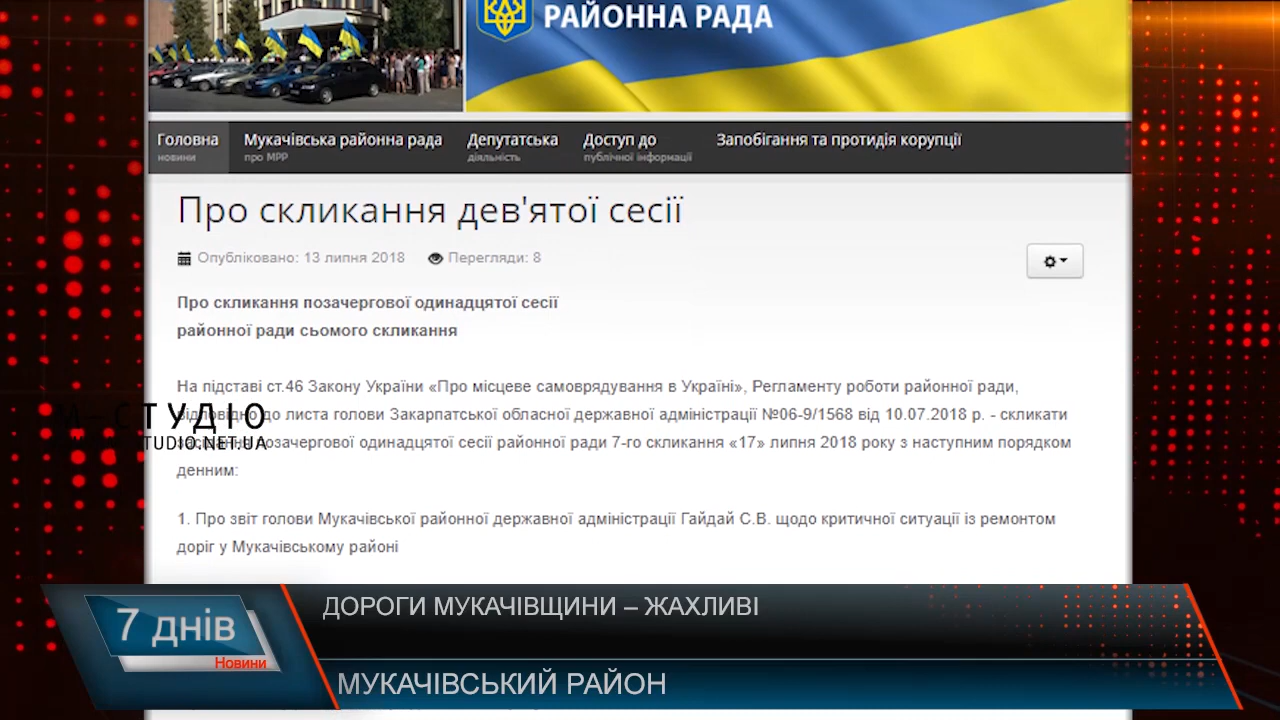 РАЙОННА РАДА
Головна
новини
Мукачівська районна рада
про МРР
Депутатська
діяльність
Доступ до
публічної інформації
Запобігання та протидія корупції
Про скликання дев'ятої сесії
Опубліковано: 13 липня 2018 Перегляди: 8
Про скликання позачергової одинадцятої сесії
районної ради сьомого скликання
На підставі ст.46 Закону України «Про місцеве самоврядування в Україні», Регламенту роботи районної ради,
відповідно до листа голови Закарпатської обласної державної адміністрації №06-9/1568 від 10.07.2018 р. - скликати
позачергової одинадцятої сесії районної ради 7-го скликання «17» липня 2018 року з наступним порядком
денним:
1. Про звіт голови Мукачівської районної державної адміністрації Гайдай С.В. щодо критичної ситуації із ремонтом
доріг у Мукачівському районі
М-СТУДІО
STUDIO.NET.UA
7 днів
Новини
ДОРОГИ МУКАЧІВЩИНИ – ЖАХЛИВІ
МУКАЧІВСЬКИЙ РАЙОН